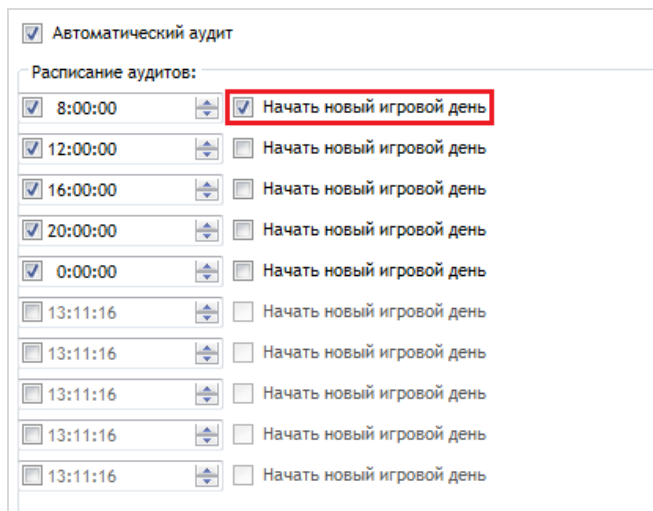 Автоматический аудит
Расписание аудитов:
8:00:00 Начать новый игровой день
12:00:00 Начать новый игровой день
16:00:00 Начать новый игровой день
20:00:00 Начать новый игровой день
0:00:00 Начать новый игровой день
13:11:16 Начать новый игровой день
13:11:16 Начать новый игровой день
13:11:16 Начать новый игровой день
13:11:16 Начать новый игровой день
13:11:16 Начать новый игровой день